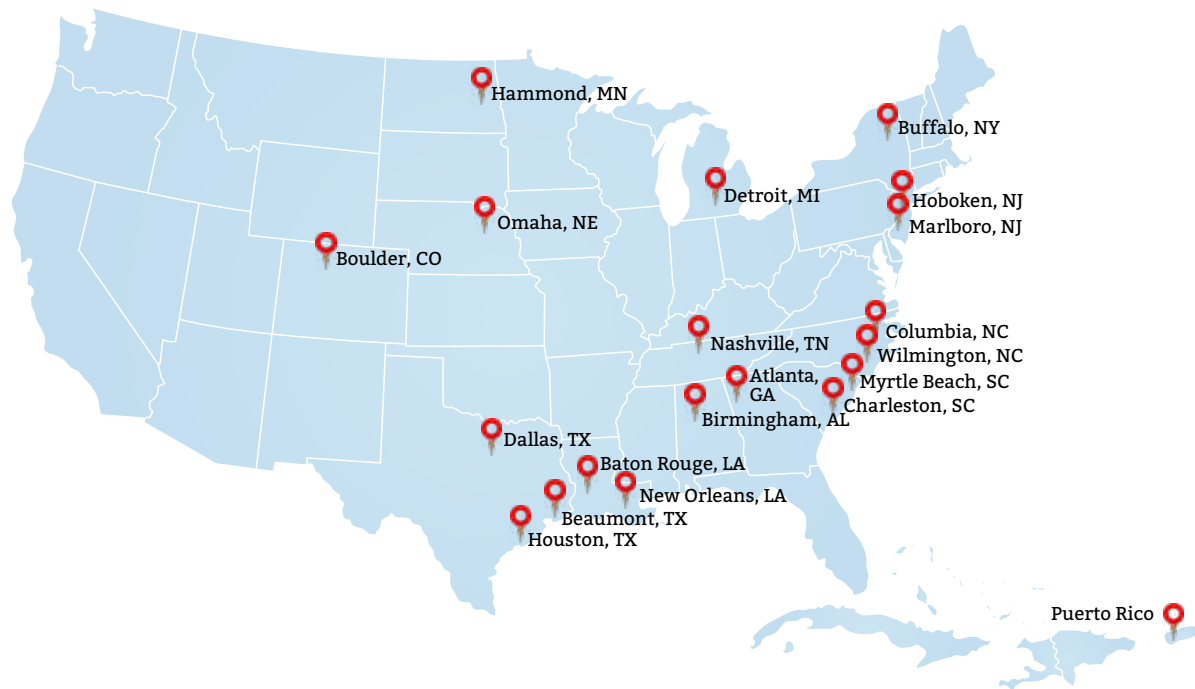 Hammond, MN
Buffalo, NY
Detroit, MI
Hoboken, NJ
Omaha, NE
Marlboro, NJ
Boulder, CO
Columbia, NC
Nashville, TN
Wilmington, NC
Atlanta,
GA
Myrtle Beach, SC
Charleston, SC
Birmingham, AL
Dallas, TX
Baton Rouge, LA
New Orleans, LA
Beaumont, TX
Houston, TX
Puerto Rico